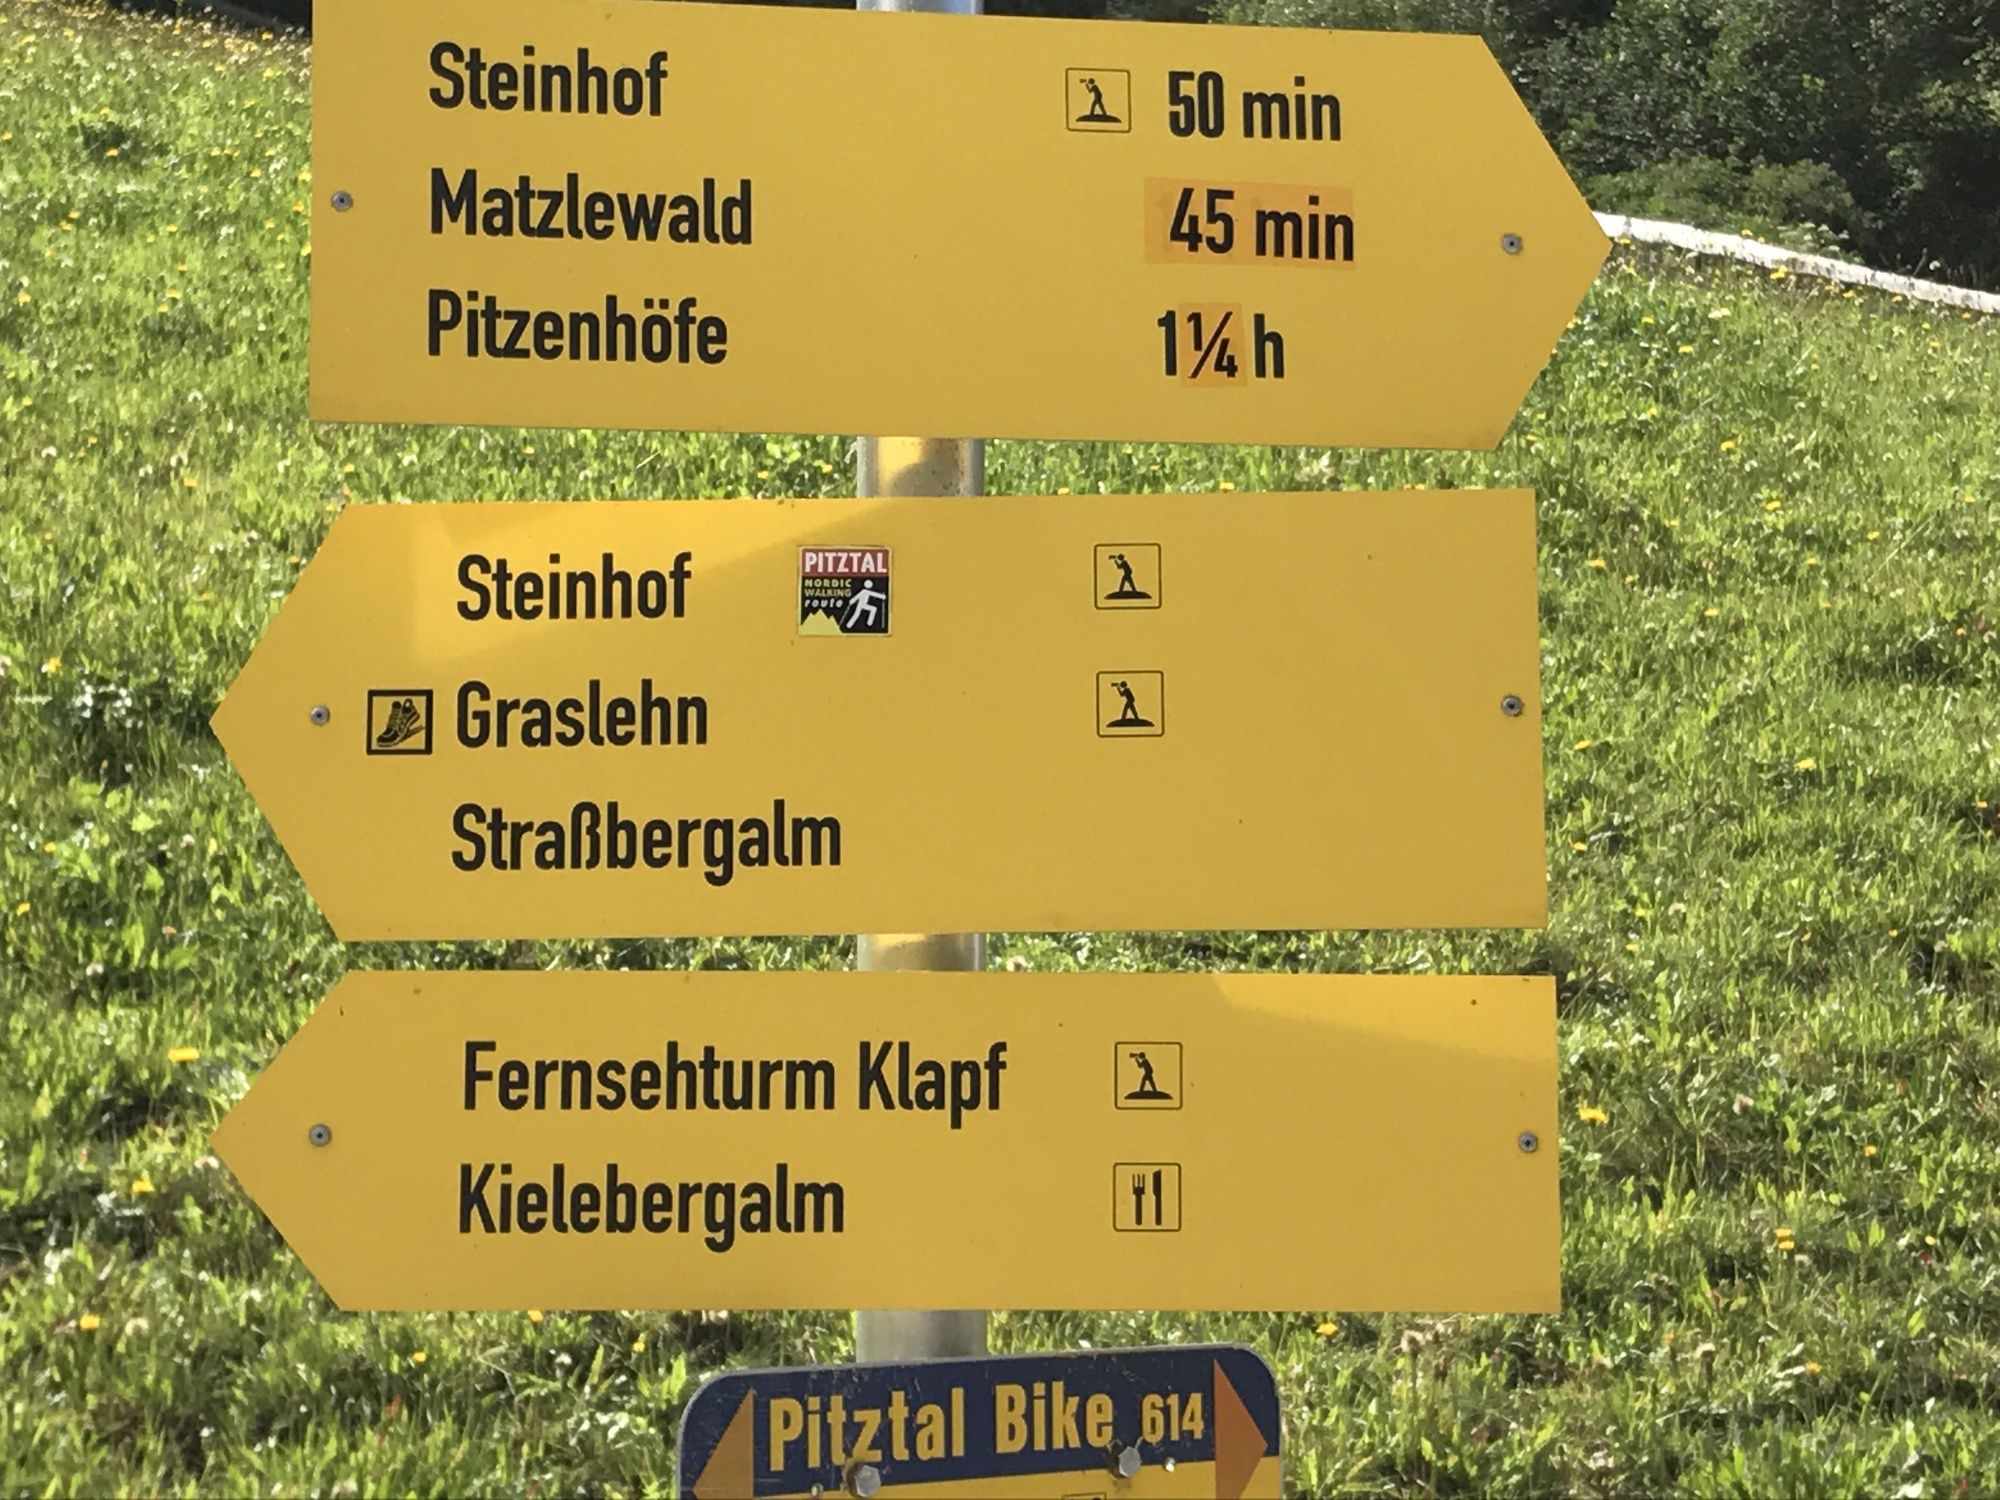 Steinhof 50 min
Matzlewald 45 min
Pitzenhöfe 1¼ h
Steinhof
PITZTAL
NORDIC
WALKING
route
Graslehn
Straßbergalm
Fernsehturm Klapf
Kielebergalm
Pitztal Bike 614